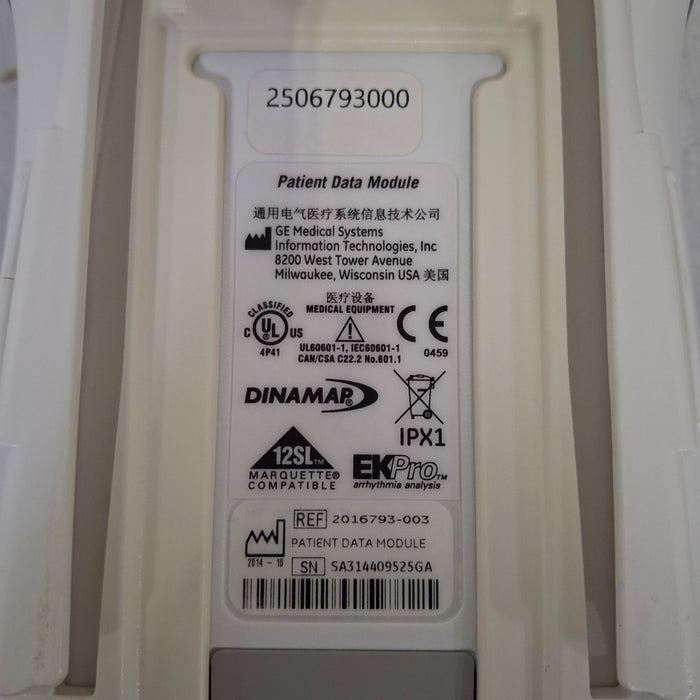 2506793000
Patient Data Module
通用电气医疗系统信息技术公司
GE Medical Systems
Information Technologies, Inc
8200 West Tower Avenue
Milwaukee, Wisconsin USA 美国
医疗设备
MEDICAL EQUIPMENT
CLASSIFIED
C UL® US
4P41
UL60601-1, IEC60601-1
CAN/CSA C22.2 No.601.1
CE
0459
DINAMAP®
IPX1
12SL™
MARQUETTE®
COMPATIBLE
EKPro™
arrhythmia analysis
REF 2016793-003
PATIENT DATA MODULE
2014-10
SN SA314409525GA